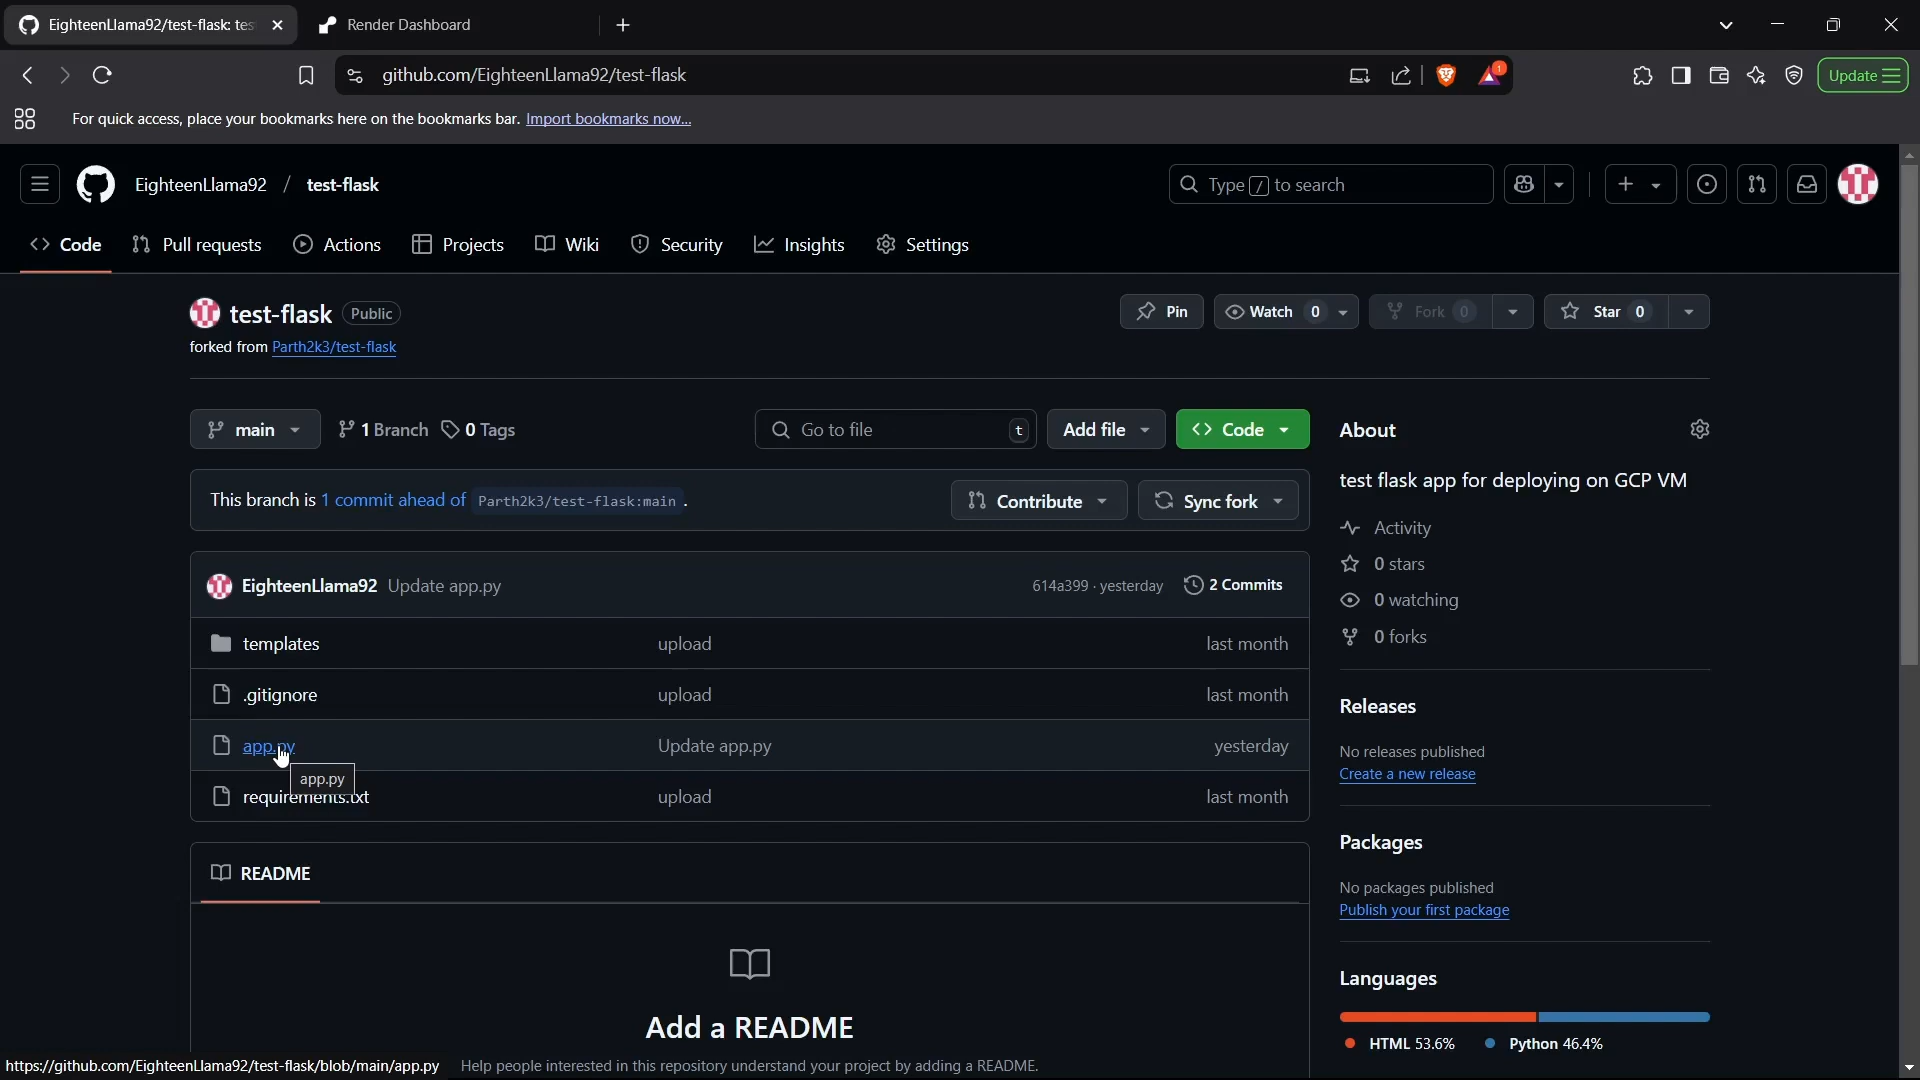 EighteenLlama92/test-flask: tes
Render Dashboard
github.com/EighteenLlama92/test-flask
1
Update
For quick access, place your bookmarks here on the bookmarks bar. Import bookmarks now...
EighteenLlama92 / test-flask
Type / to search
Code
Pull requests
Actions
Projects
Wiki
Security
Insights
Settings
test-flask Public
Pin
Watch 0
Fork 0
Star 0
forked from Parth2k3/test-flask
main
1 Branch
0 Tags
Go to file t
Add file
Code
About
test flask app for deploying on GCP VM
This branch is 1 commit ahead of Parth2k3/test-flask:main .
Contribute
Sync fork
Activity
0 stars
0 watching
0 forks
EighteenLlama92 Update app.py 614a399 · yesterday 2 Commits
templates upload last month
.gitignore upload last month
app.py Update app.py yesterday
app.py
requirements.txt upload last month
Releases
No releases published
Create a new release
Packages
No packages published
Publish your first package
README
Add a README
Help people interested in this repository understand your project by adding a README.
Languages
HTML 53.6% Python 46.4%
https://github.com/EighteenLlama92/test-flask/blob/main/app.py